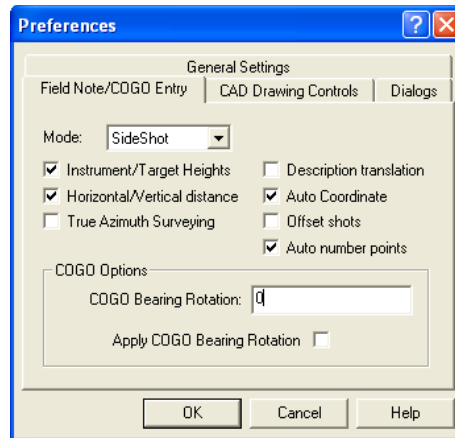 Preferences
General Settings
Field Note/COGO Entry CAD Drawing Controls Dialogs
Mode: SideShot
Instrument/Target Heights Description translation
Horizontal/Vertical distance Auto Coordinate
True Azimuth Surveying Offset shots
Auto number points
COGO Options
COGO Bearing Rotation: 0
Apply COGO Bearing Rotation
OK Cancel Help